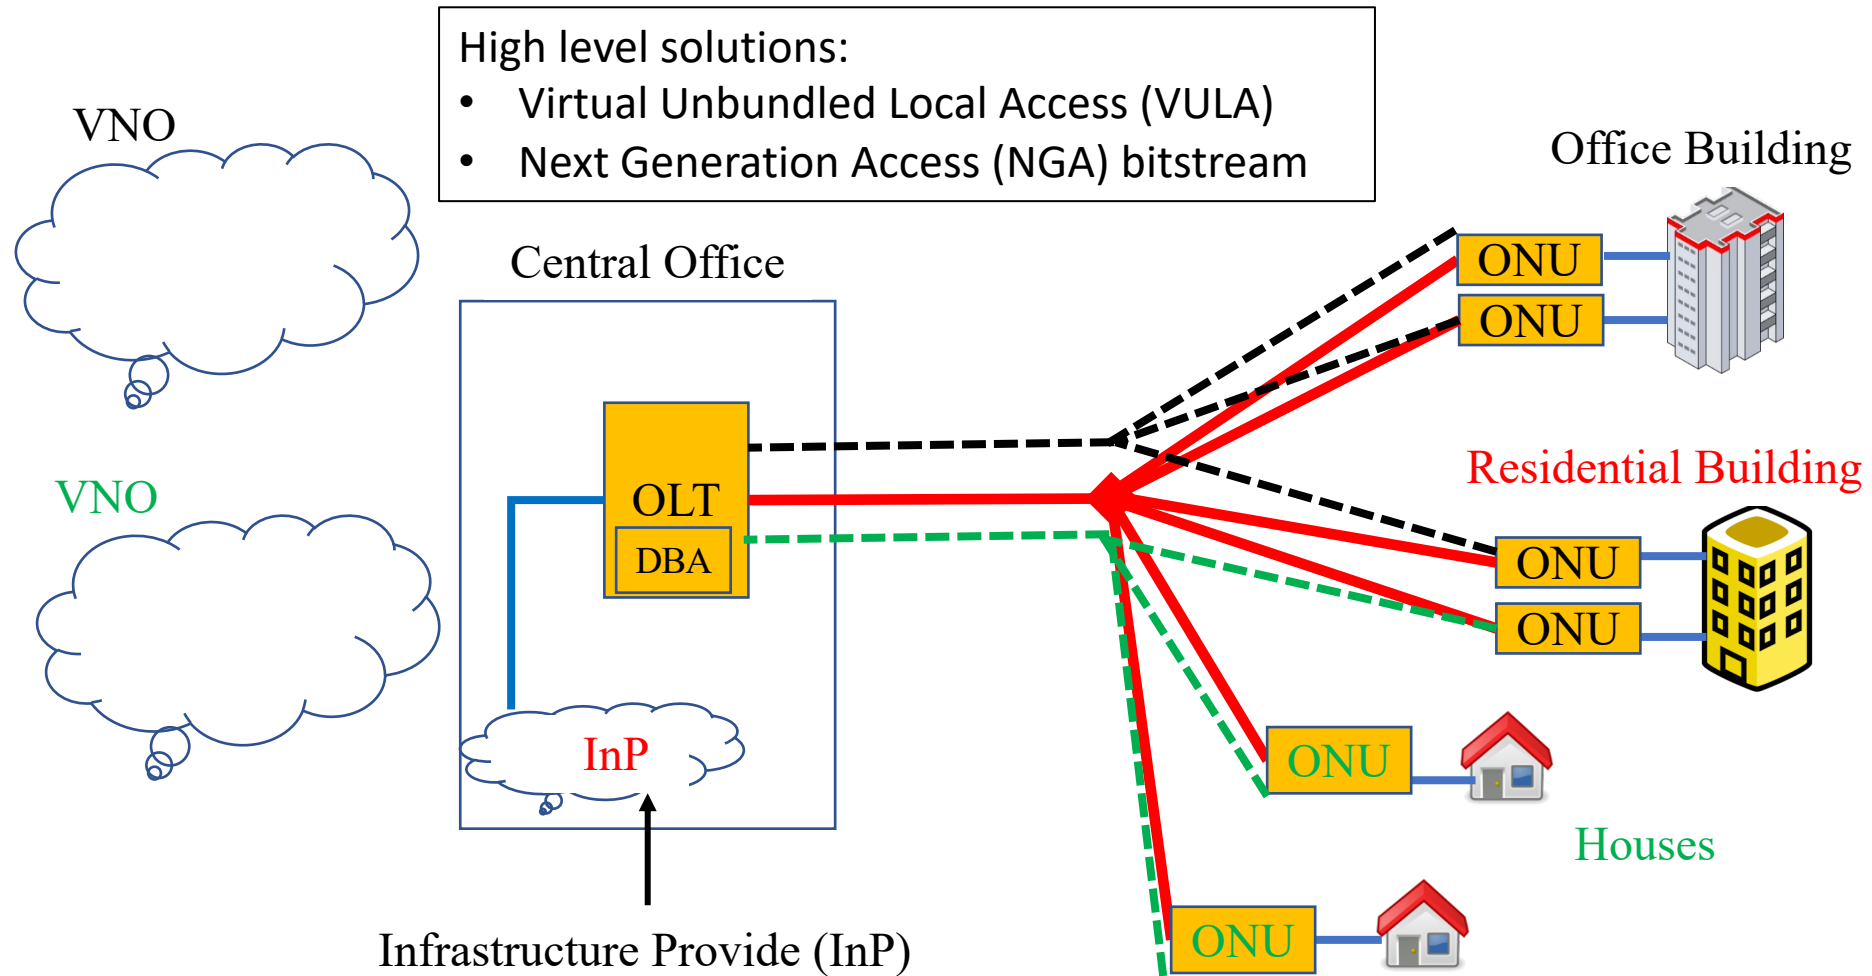 High level solutions:
• Virtual Unbundled Local Access (VULA)
• Next Generation Access (NGA) bitstream
VNO
Office Building
Central Office
ONU
ONU
Residential Building
VNO
OLT
DBA
ONU
ONU
InP
ONU
Houses
ONU
Infrastructure Provide (InP)